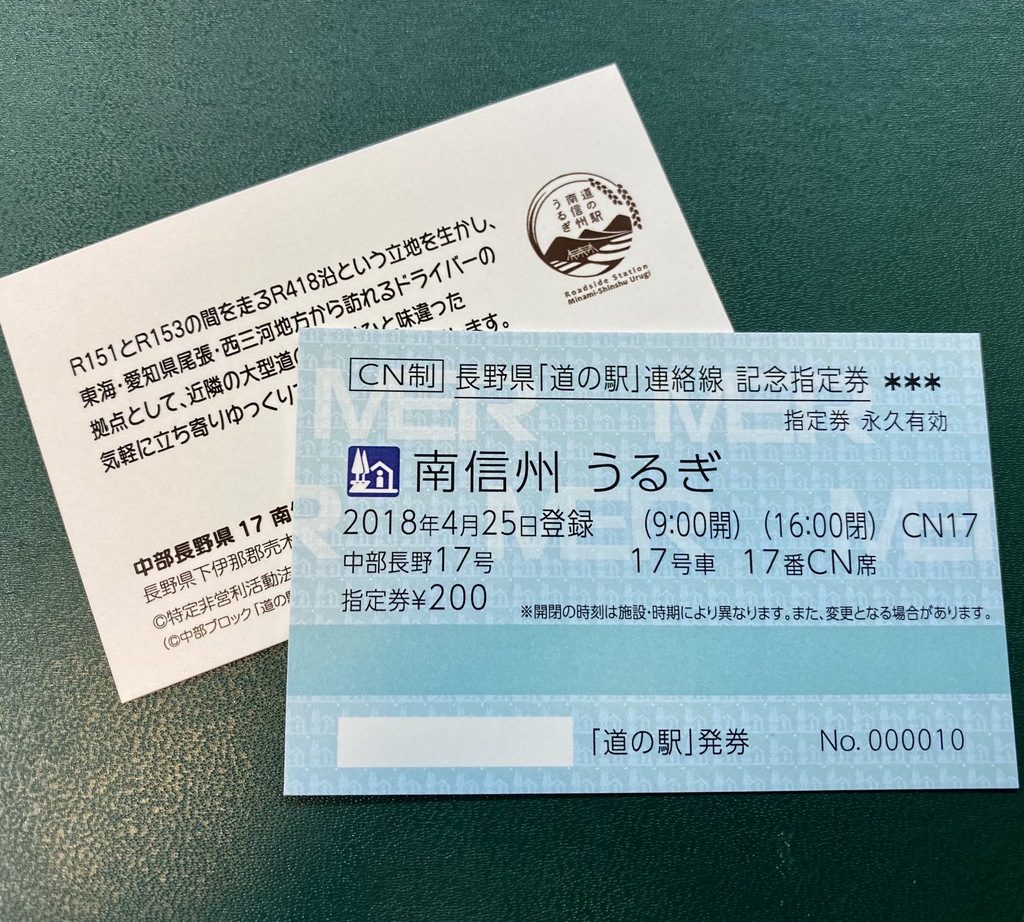 道の駅
南信州
うるぎ
Roadside Station
Minami-Shinshu Urugi
R151とR153の間を走るR418沿という立地を生かし、
東海・愛知県尾張・西三河地方から訪れるドライバーの
拠点として、近隣の大型道の
と味違った
気軽に立ち寄りゆっくり
します。
中部長野県 17 南
長野県下伊那郡売木
©特定非営利活動法
(©中部ブロック「道の
CN制 長野県「道の駅」連絡線 記念指定券 ***
指定券 永久有効
南信州 うるぎ
2018年4月25日登録 (9:00開) (16:00閉) CN17
中部長野17号 17号車 17番CN席
指定券¥200 ※開閉の時刻は施設・時期により異なります。また、変更となる場合があります。
「道の駅」発券 No. 000010